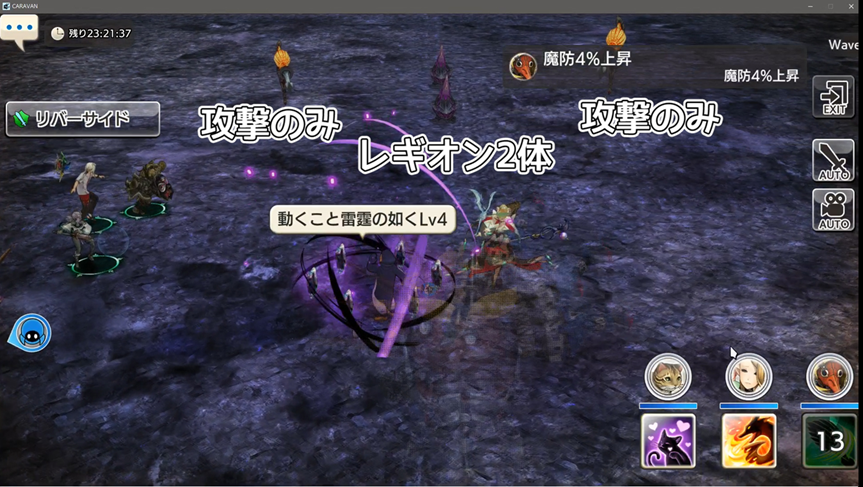 CARAVAN
残り23:21:37
魔防4%上昇
Wave
魔防4%上昇
EXIT
リバーサイド
攻撃のみ
攻撃のみ
レギオン2体
AUTO
動くこと雷霆の如くLv4
AUTO
13